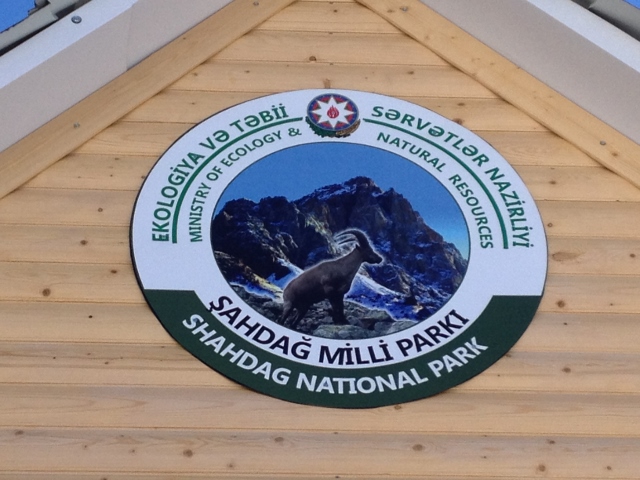 EKOLOGİYA VƏ TƏBİİ SƏRVƏTLƏR NAZİRLİYİ
MINISTRY OF ECOLOGY & NATURAL RESOURCES
ŞAHDAĞ MİLLİ PARKI
SHAHDAG NATIONAL PARK